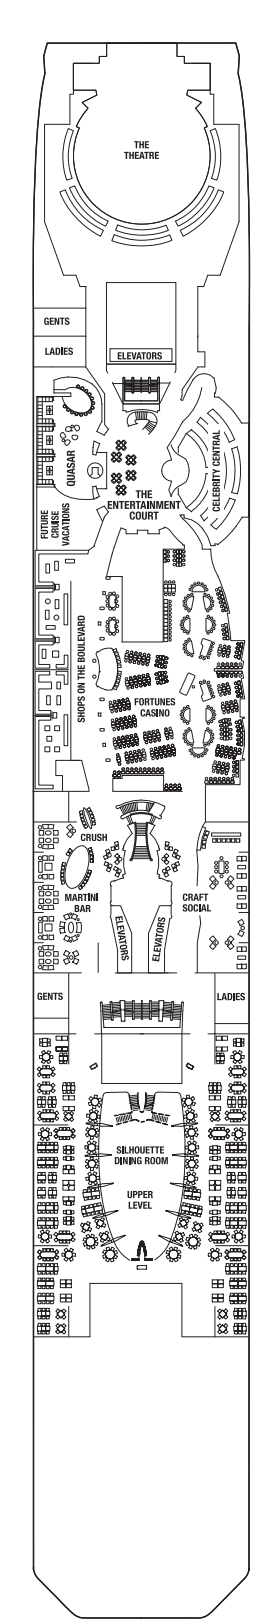 THE
THEATRE
GENTS
LADIES
ELEVATORS
QUASAR
CELEBRITY CENTRAL
THE
ENTERTAINMENT
COURT
FUTURE
CRUISE
VACATIONS
SHOPS ON THE BOULEVARD
FORTUNES
CASINO
CRUSH
MARTINI
BAR
CRAFT
SOCIAL
ELEVATORS
ELEVATORS
GENTS
LADIES
SILHOUETTE
DINING ROOM
UPPER
LEVEL